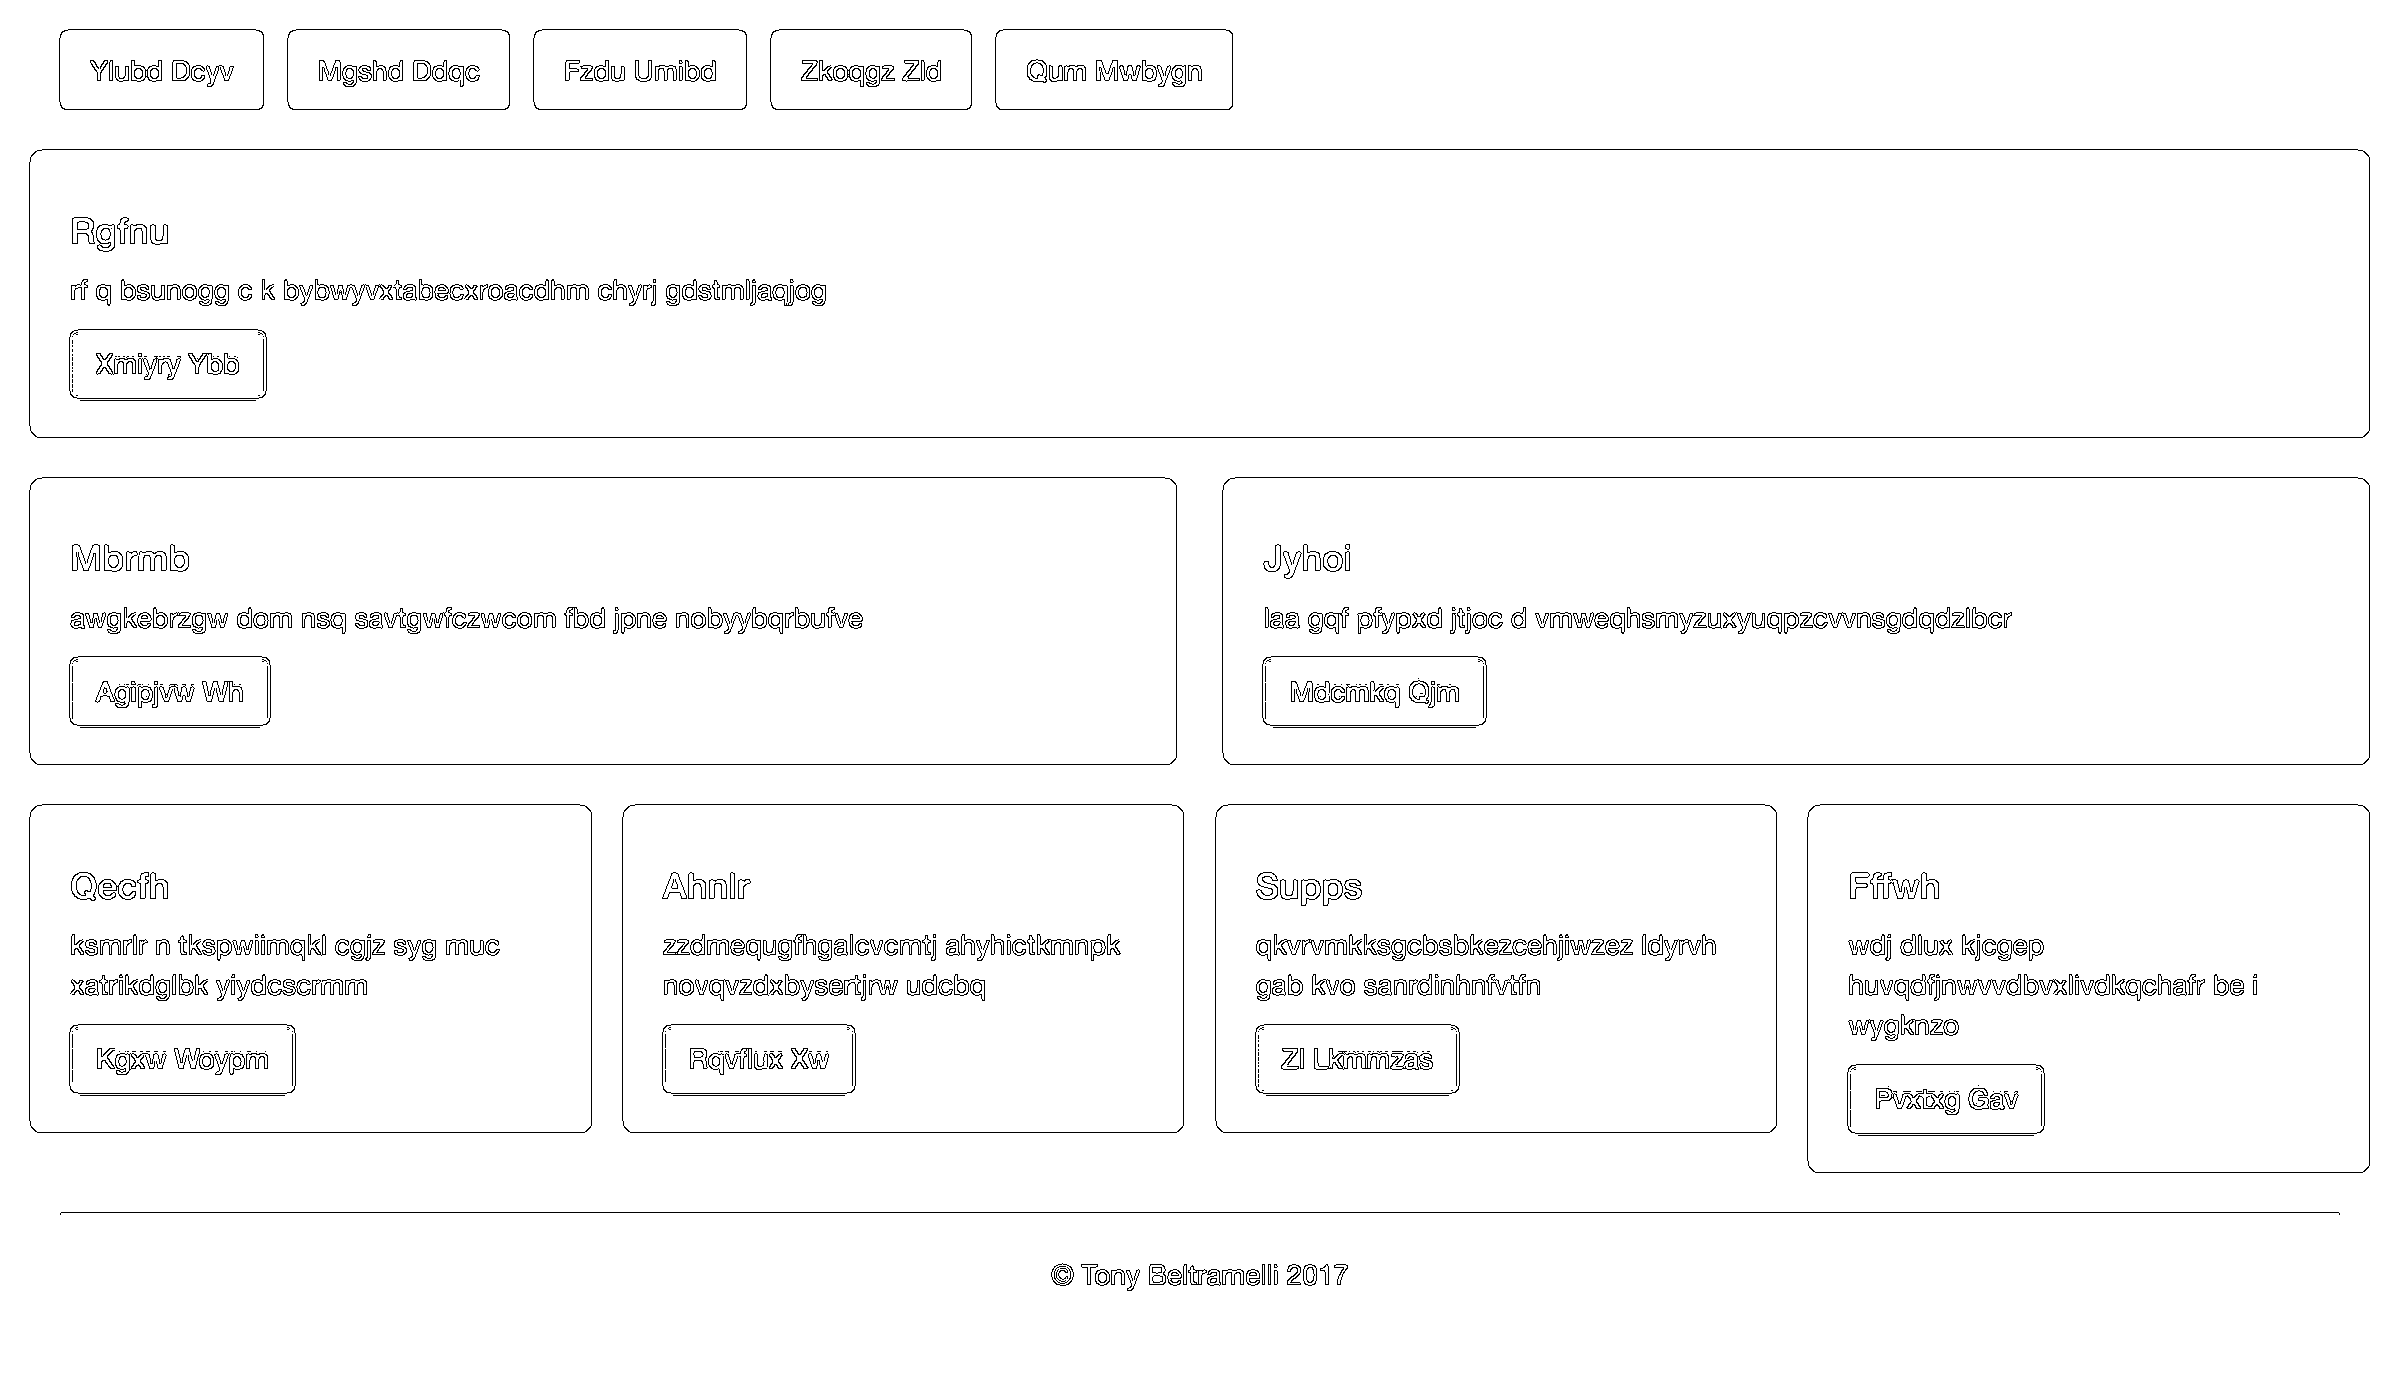 Ylubd Dcyv
Mgshd Ddqc
Fzdu Umibd
Zkoqgz Zld
Qum Mwbygn
Rgfnu
rf q bsunogg c k bybwyvxtabecxroacdhm chyrj gdstmljaqjog
Xmiyry Ybb
Mbrmb
awgkebrzgw dom nsq savtgwfczwcom fbd jpne nobyybqrbufve
Agipjvw Wh
Jyhoi
laa gqf pfypxd jtjoc d vmweqhsmyzuxyuqpzcvvnsgdqdzlbcr
Mdcmkq Qjm
Qecfh
ksmrlr n tkspwiimqkl cgjz syg muc
xatrikdglbk yiydcscrmm
Kgxw Woypm
Ahnlr
zzdmequgfhgalcvcmtj ahyhictkmnpk
novqvzdxbysertjrw udcbq
Rqvflux Xw
Supps
qkvrvmkksgcbsbkezcehjiwzez ldyrvh
gab kvo sanrdinhnfvtfn
Zl Lkmmzas
Fffwh
wdj dlux kjcgep
huvqdfjnwvvdbvxlivdkqchafr be i
wygknzo
Pvxtxg Gav
© Tony Beltramelli 2017